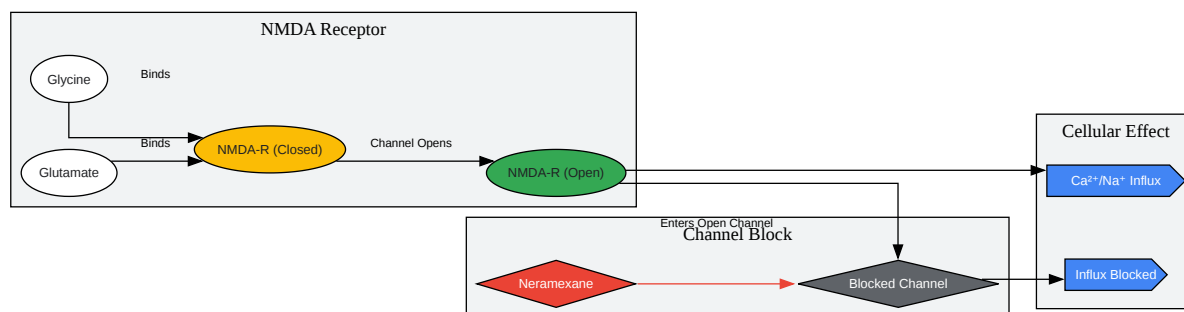 NMDA Receptor
Glycine
Binds
Binds
Glutamate
NMDA-R (Closed)
Channel Opens
NMDA-R (Open)
Cellular Effect
Ca²⁺/Na⁺ Influx
Enters Open Channel
Channel Block
Neramexane
Blocked Channel
Influx Blocked